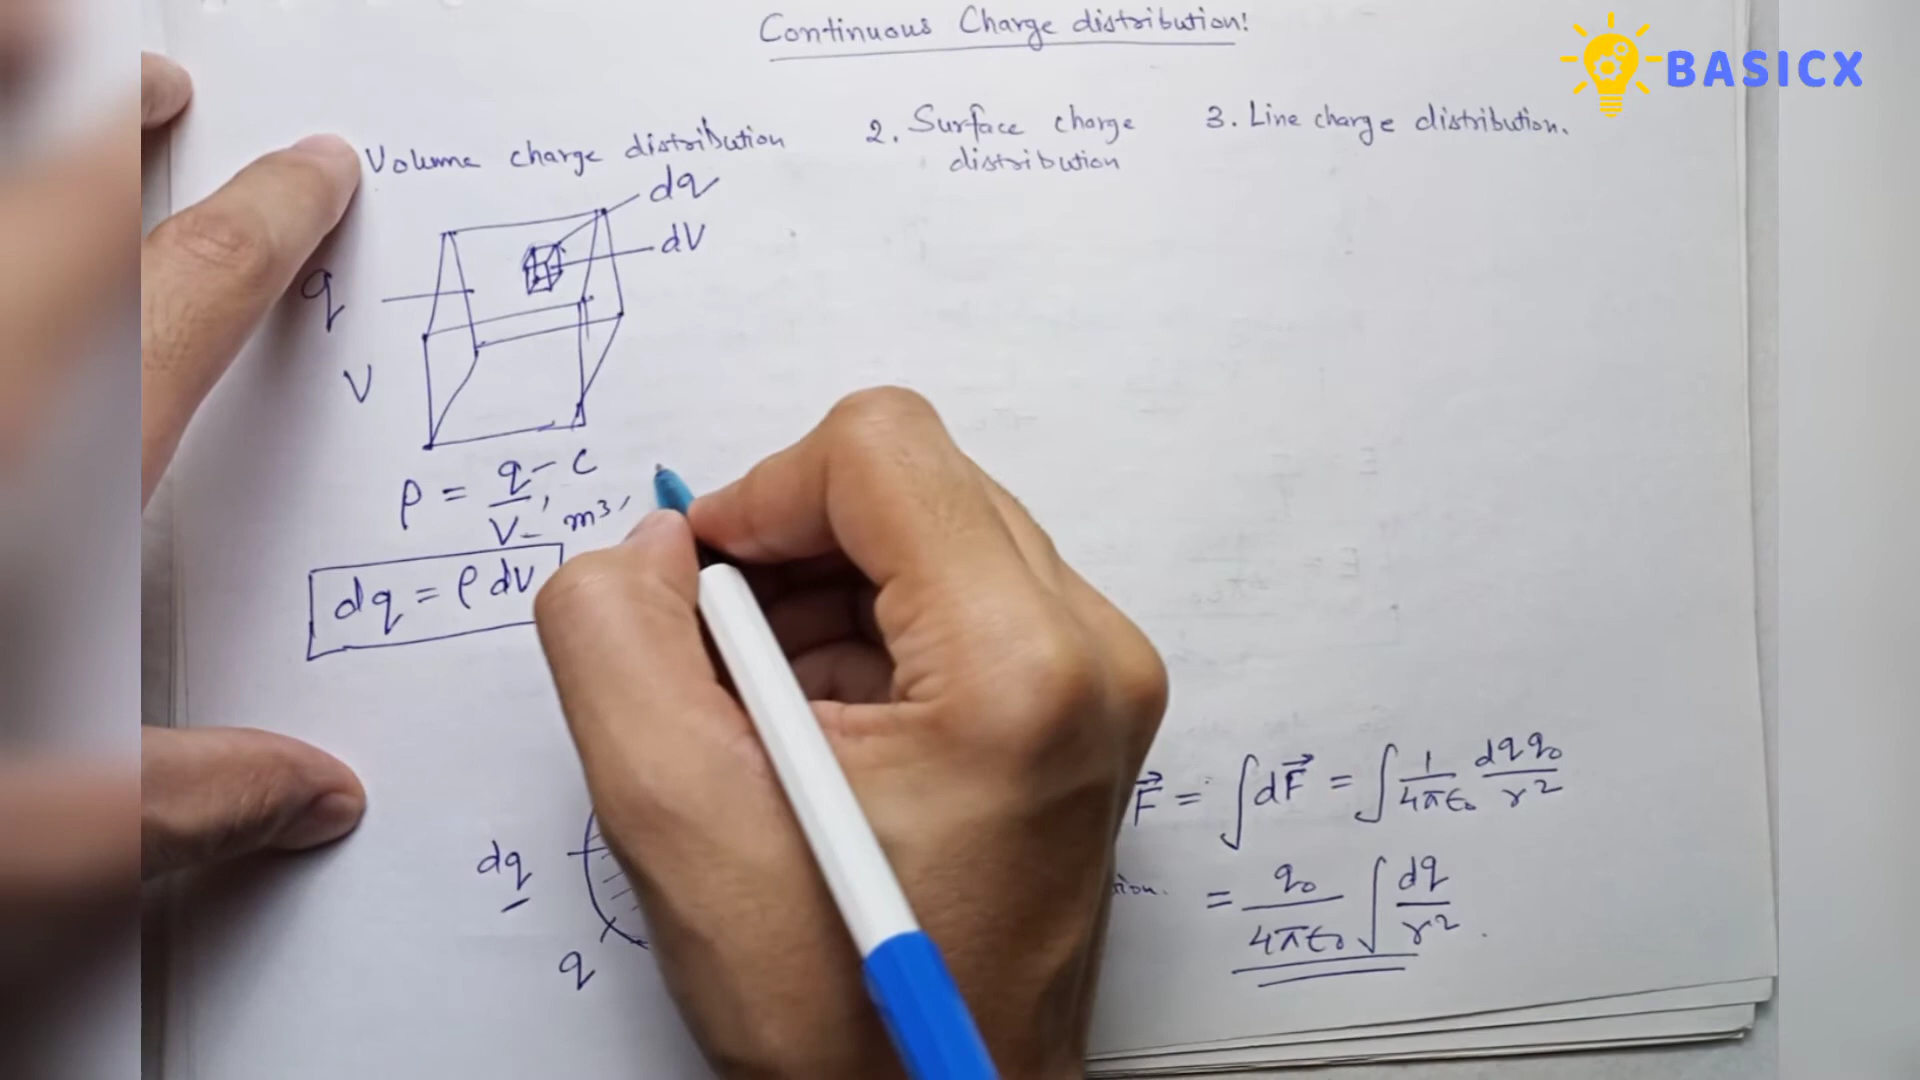 Continuous Charge distribution!
BASICX
Volume charge distribution
2. Surface charge
distribution
3. Line charge distribution.
dq
dV
q
V
ρ = q/V, - C
- m³,
dq = ρ dV
dq
q
F⃗ = ∫dF⃗ = ∫ 1/4πϵ₀ dq q₀/r²
= q₀/4πϵ₀ ∫ dq/r².